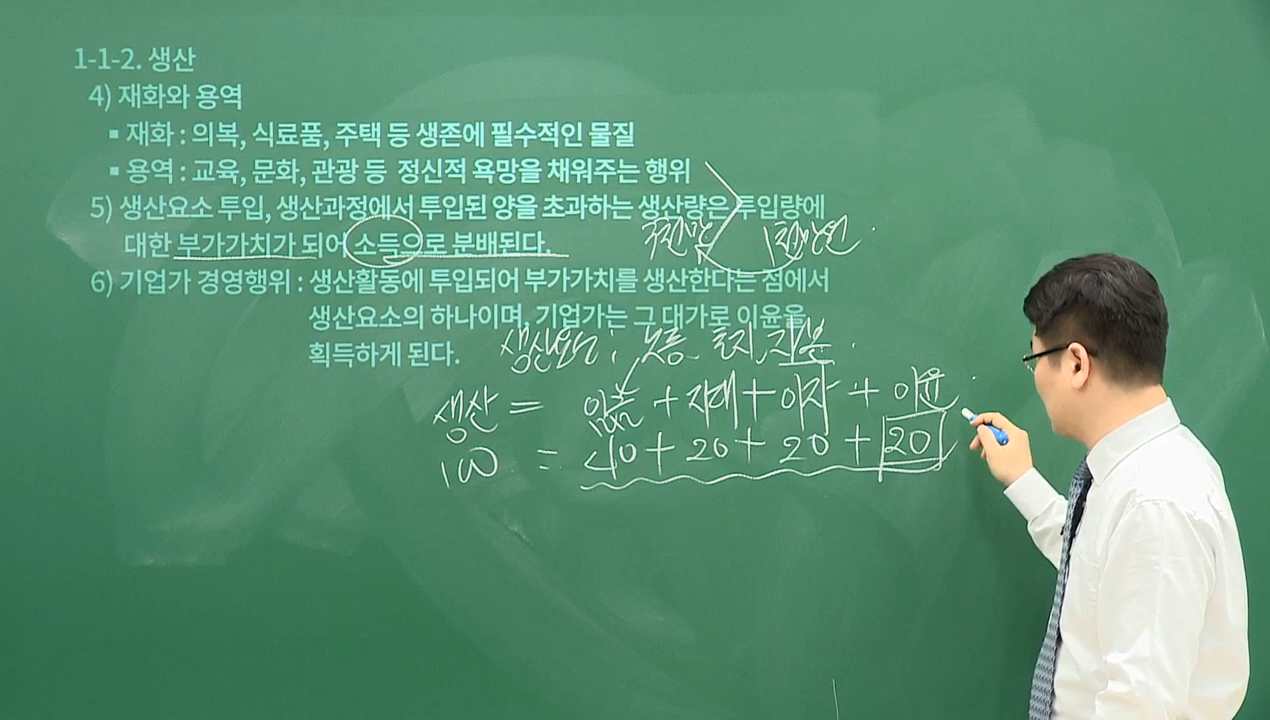 1-1-2. 생산
4) 재화와 용역
▪ 재화 : 의복, 식료품, 주택 등 생존에 필수적인 물질
▪ 용역 : 교육, 문화, 관광 등 정신적 욕망을 채워주는 행위
5) 생산요소 투입, 생산과정에서 투입된 양을 초과하는 생산량은 투입량에
대한 부가가치가 되어 소득으로 분배된다.
6) 기업가 경영행위 : 생산활동에 투입되어 부가가치를 생산한다는 점에서
생산요소의 하나이며, 기업가는 그 대가로 이윤을
획득하게 된다.
생산요소 : 노동, 토지, 자본.
생산 = 임금 + 지대 + 이자 + 이윤
100 = 40 + 20 + 20 + 20